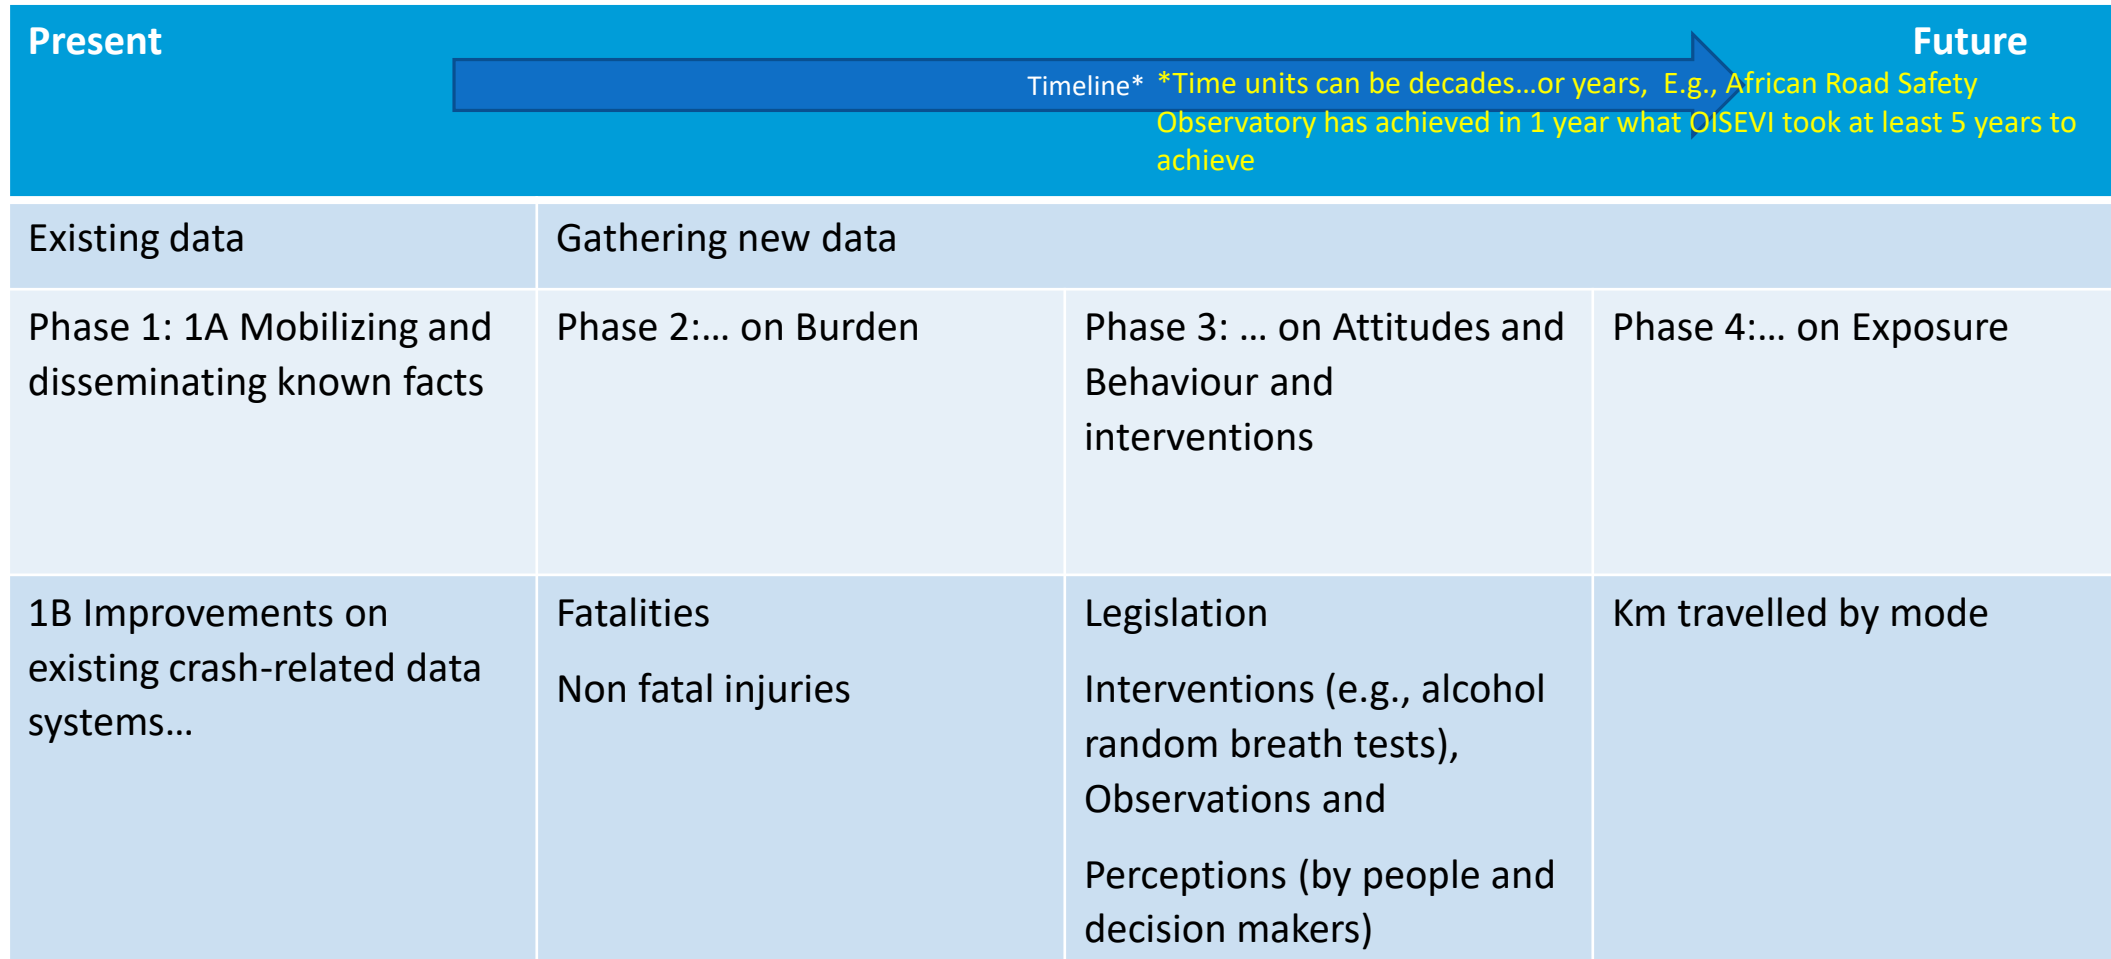 Present
Future
Timeline*
*Time units can be decades…or years, E.g., African Road Safety
Observatory has achieved in 1 year what OISEVI took at least 5 years to
achieve
Existing data
Gathering new data
Phase 1: 1A Mobilizing and
disseminating known facts
Phase 2:… on Burden
Phase 3: … on Attitudes and
Behaviour and
interventions
Phase 4:… on Exposure
1B Improvements on
existing crash-related data
systems…
Fatalities
Non fatal injuries
Legislation
Interventions (e.g., alcohol
random breath tests),
Observations and
Perceptions (by people and
decision makers)
Km travelled by mode